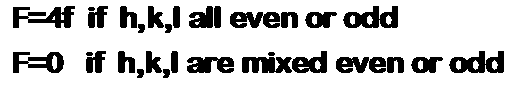 F=4f if h,k,l all even or odd
F=0 if h,k,l are mixed even or odd